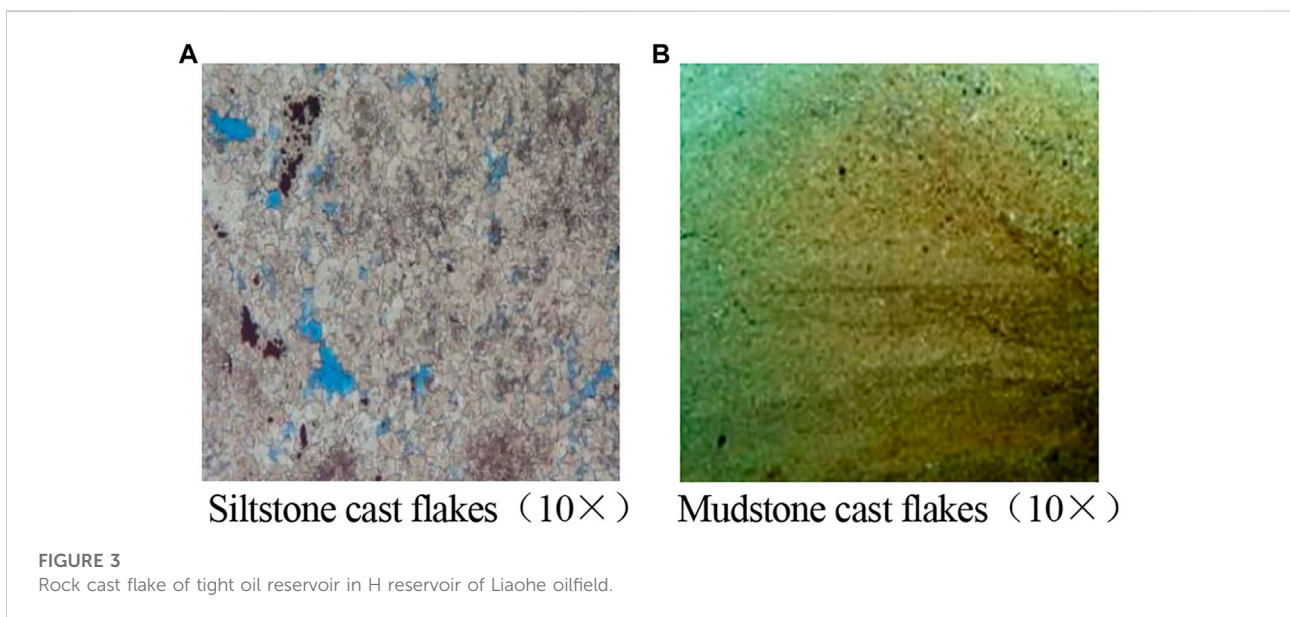 A
B
Siltstone cast flakes（10×）
Mudstone cast flakes（10×）
FIGURE 3
Rock cast flake of tight oil reservoir in H reservoir of Liaohe oilfield.